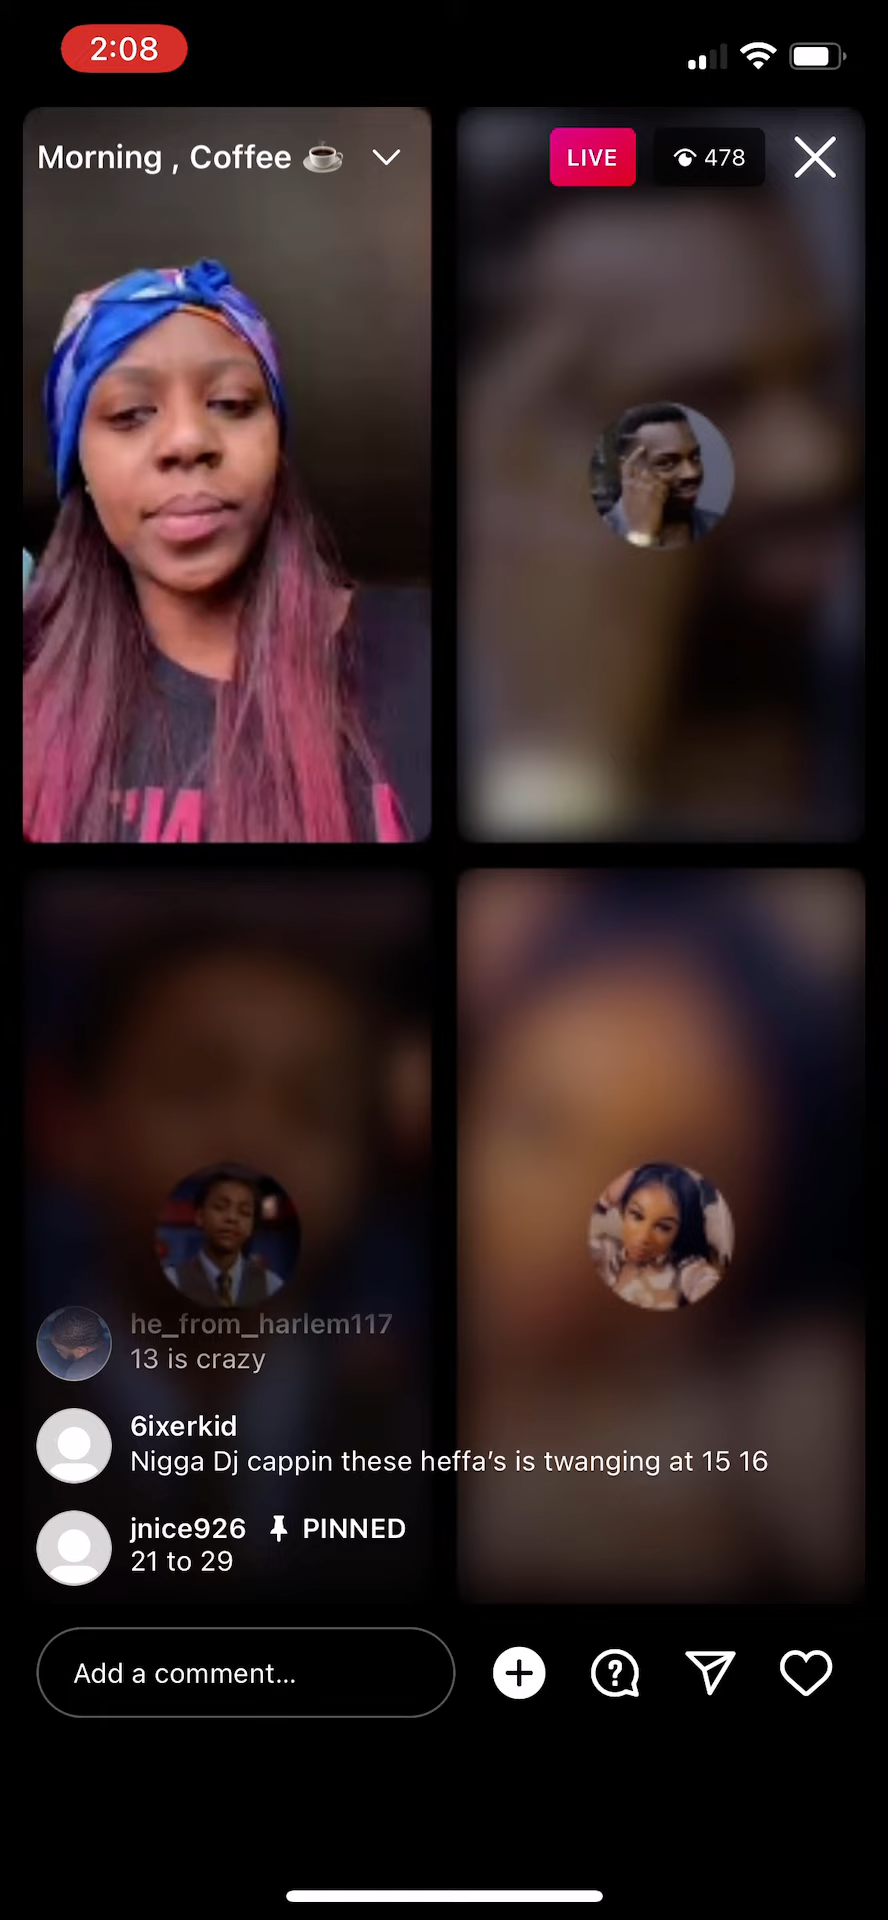 2:08
Morning , Coffee ☕
LIVE
478
he_from_harlem117
13 is crazy
6ixerkid
Nigga Dj cappin these heffa's is twanging at 15 16
jnice926 PINNED
21 to 29
Add a comment...